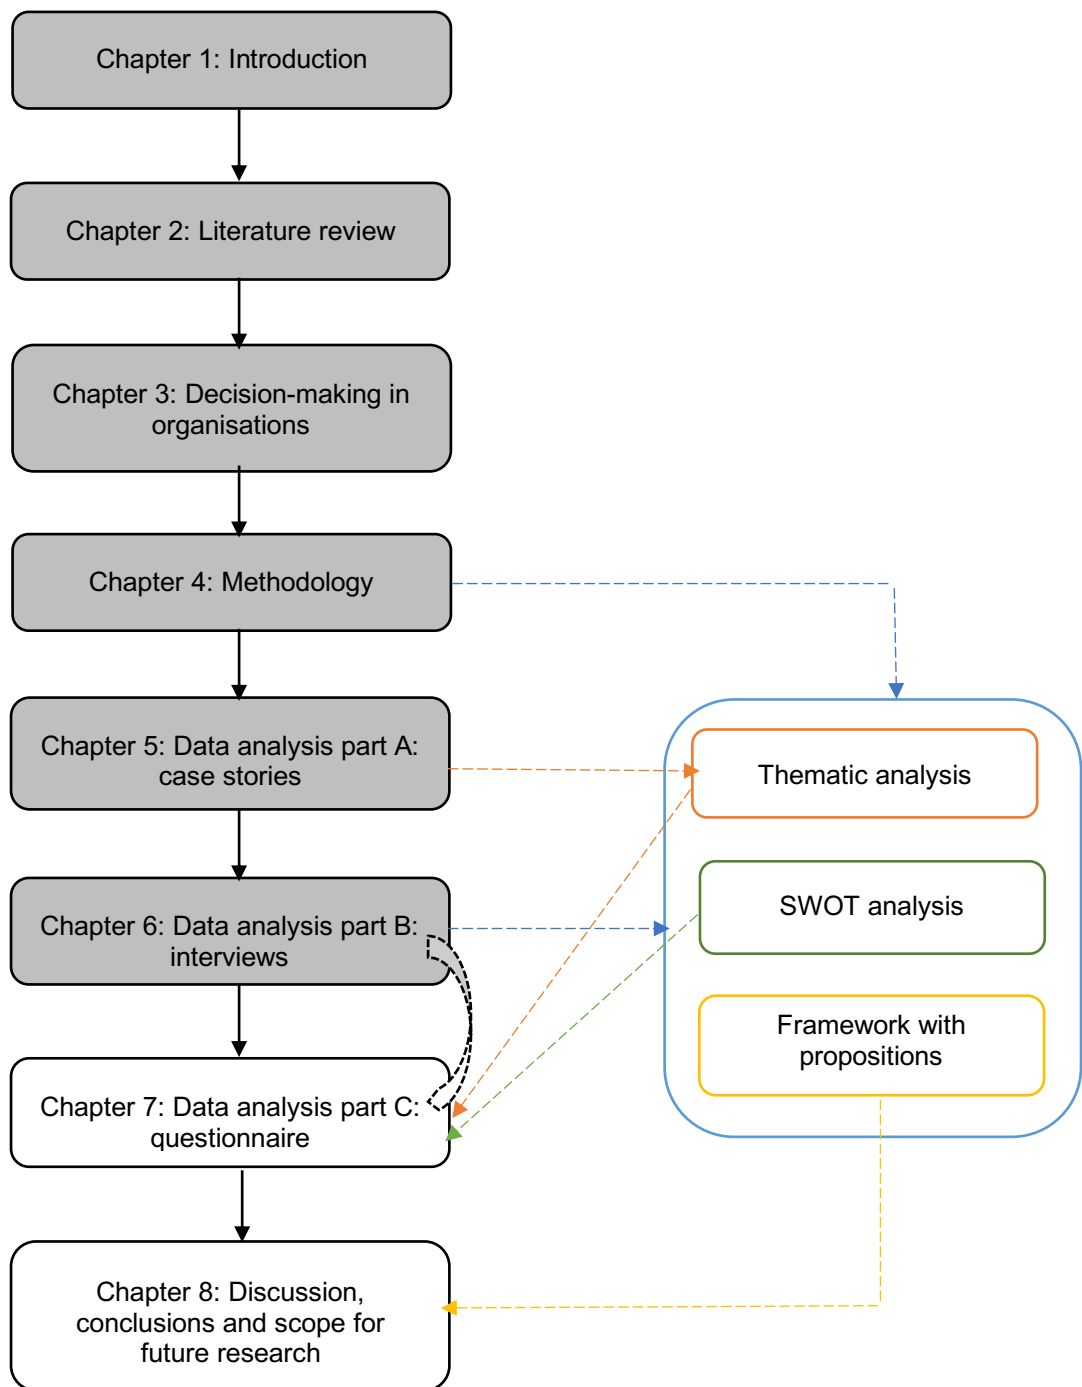 Chapter 1: Introduction
Chapter 2: Literature review
Chapter 3: Decision-making in
organisations
Chapter 4: Methodology
Chapter 5: Data analysis part A:
case stories
Thematic analysis
Chapter 6: Data analysis part B:
interviews
SWOT analysis
Framework with
propositions
Chapter 7: Data analysis part C:
questionnaire
Chapter 8: Discussion,
conclusions and scope for
future research